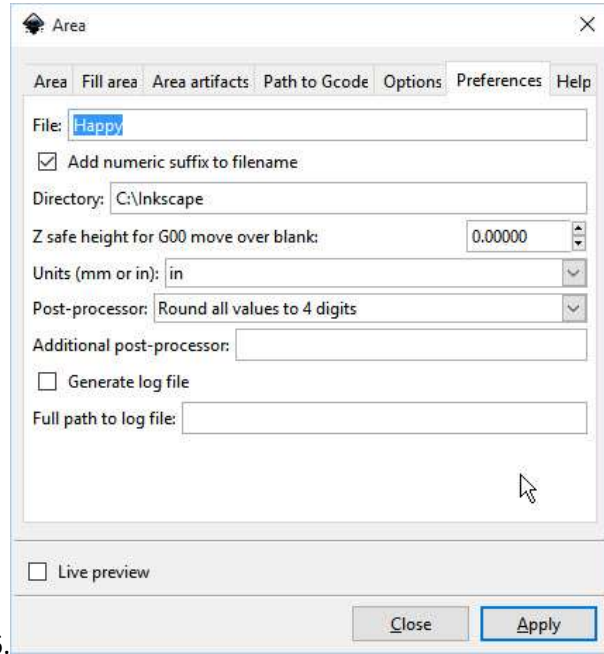 Area
Area Fill area Area artifacts Path to Gcode Options Preferences Help
File: Happy
Add numeric suffix to filename
Directory: C:\Inkscape
Z safe height for G00 move over blank: 0.00000
Units (mm or in): in
Post-processor: Round all values to 4 digits
Additional post-processor:
Generate log file
Full path to log file:
Live preview
Close Apply